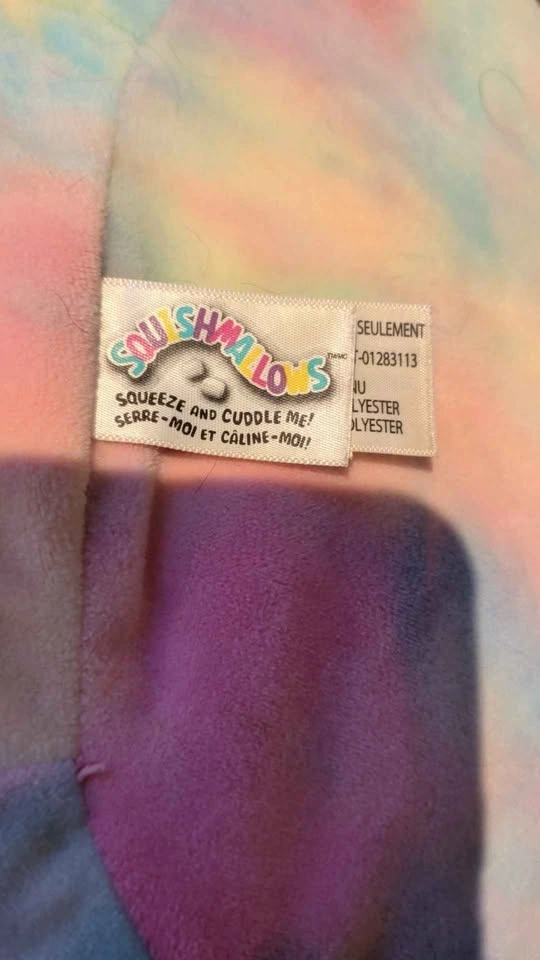 SQUISHMALLOWS TM/MC
SQUEEZE AND CUDDLE ME!
SERRE-MOI ET CÂLINE-MOI!
SEULEMENT
T-01283113
NU
LYESTER
OLYESTER